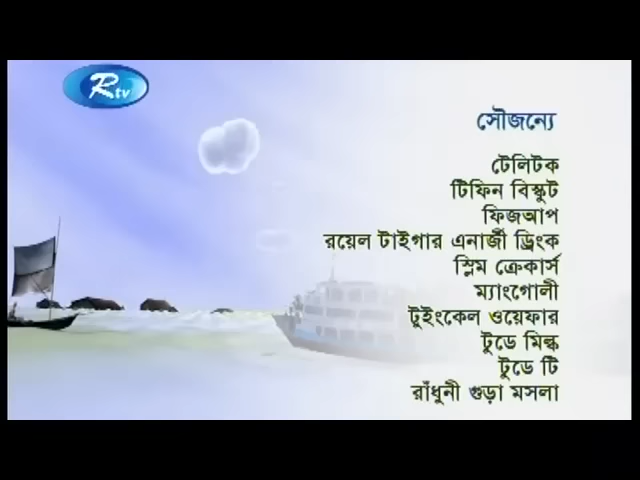 Rtv
সৌজন্যে
টেলিটক
টিফিন বিস্কুট
ফিজআপ
রয়েল টাইগার এনার্জী ড্রিংক
স্লিম ক্রেকার্স
ম্যাংগোলী
টুইংকেল ওয়েফার
টুডে মিল্ক
টুডে টি
রাঁধুনী গুড়া মসলা